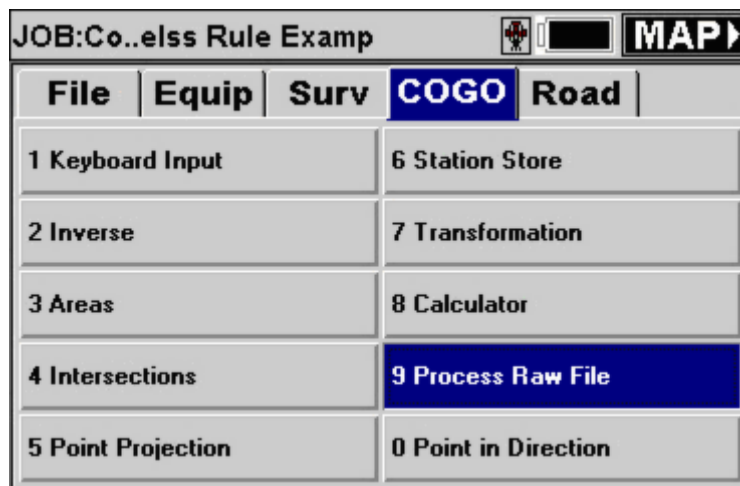 JOB:Co..elss Rule Examp MAP
File Equip Surv COGO Road
1 Keyboard Input 6 Station Store
2 Inverse 7 Transformation
3 Areas 8 Calculator
4 Intersections 9 Process Raw File
5 Point Projection 0 Point in Direction